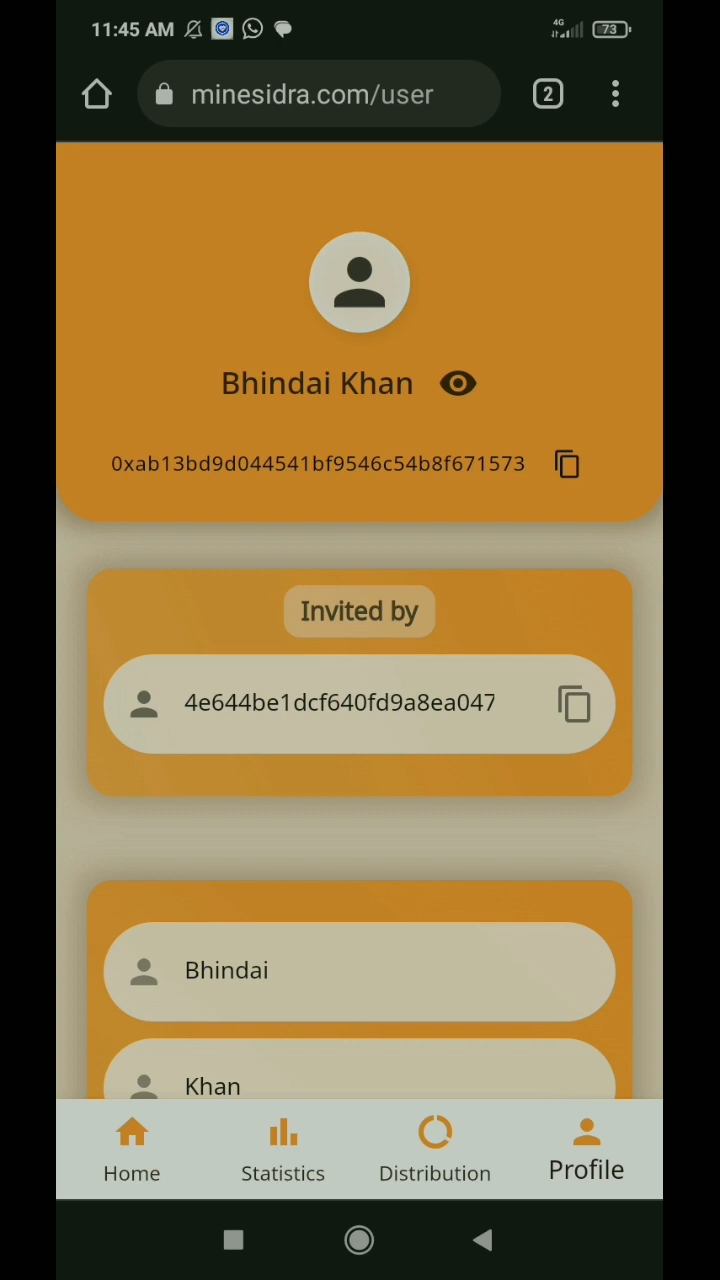 11:45 AM
4G
73
minesidra.com/user
2
Bhindai Khan
0xab13bd9d044541bf9546c54b8f671573
Invited by
4e644be1dcf640fd9a8ea047
Bhindai
Khan
Home
Statistics
Distribution
Profile